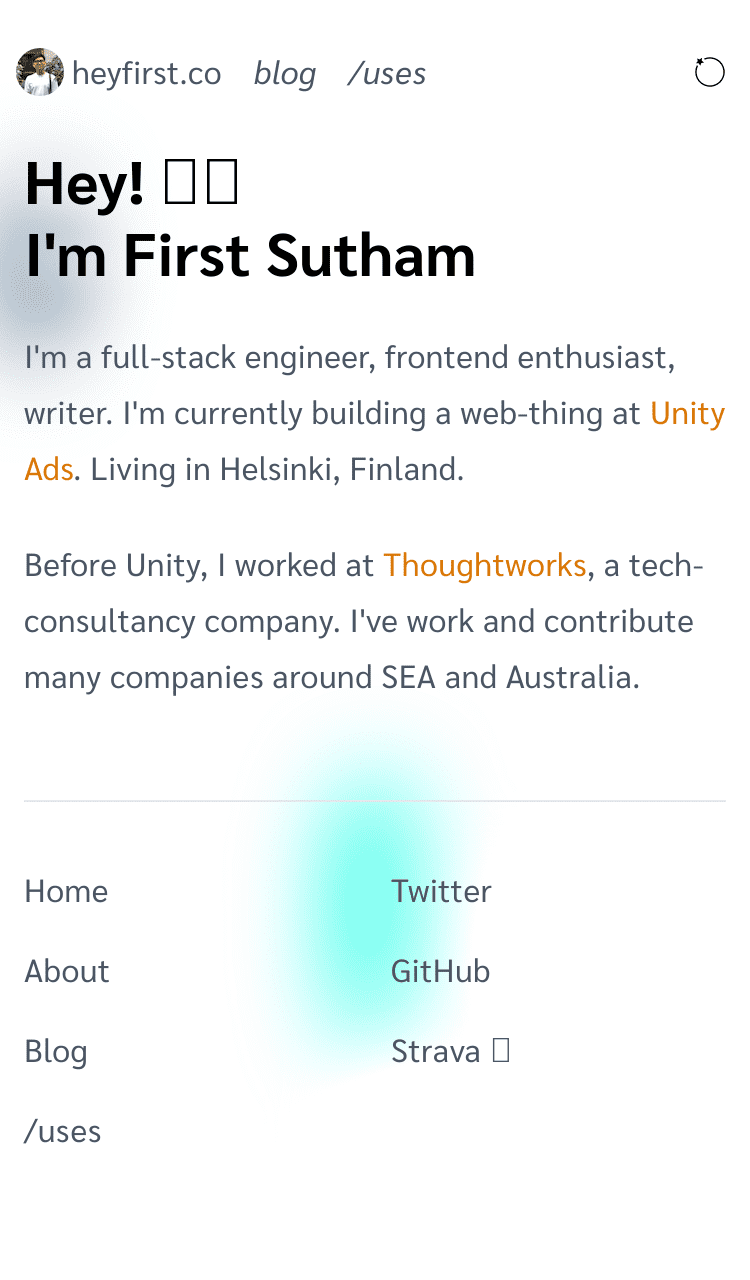 heyfirst.co blog /uses
Hey!
I'm First Sutham
I'm a full-stack engineer, frontend enthusiast,
writer. I'm currently building a web-thing at Unity
Ads. Living in Helsinki, Finland.
Before Unity, I worked at Thoughtworks, a tech-
consultancy company. I've work and contribute
many companies around SEA and Australia.
Home
About
Blog
/uses
Twitter
GitHub
Strava